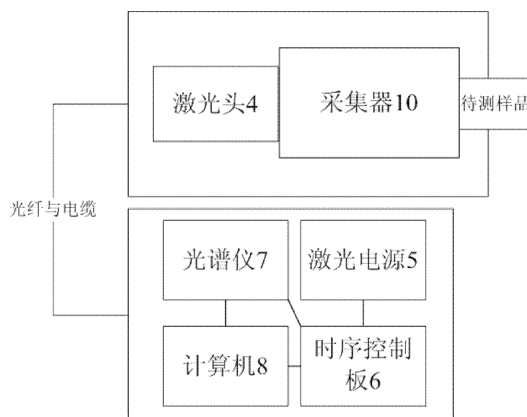 激光头4
采集器10
待测样品
光纤与电缆
光谱仪7
激光电源5
计算机8
时序控制
板6